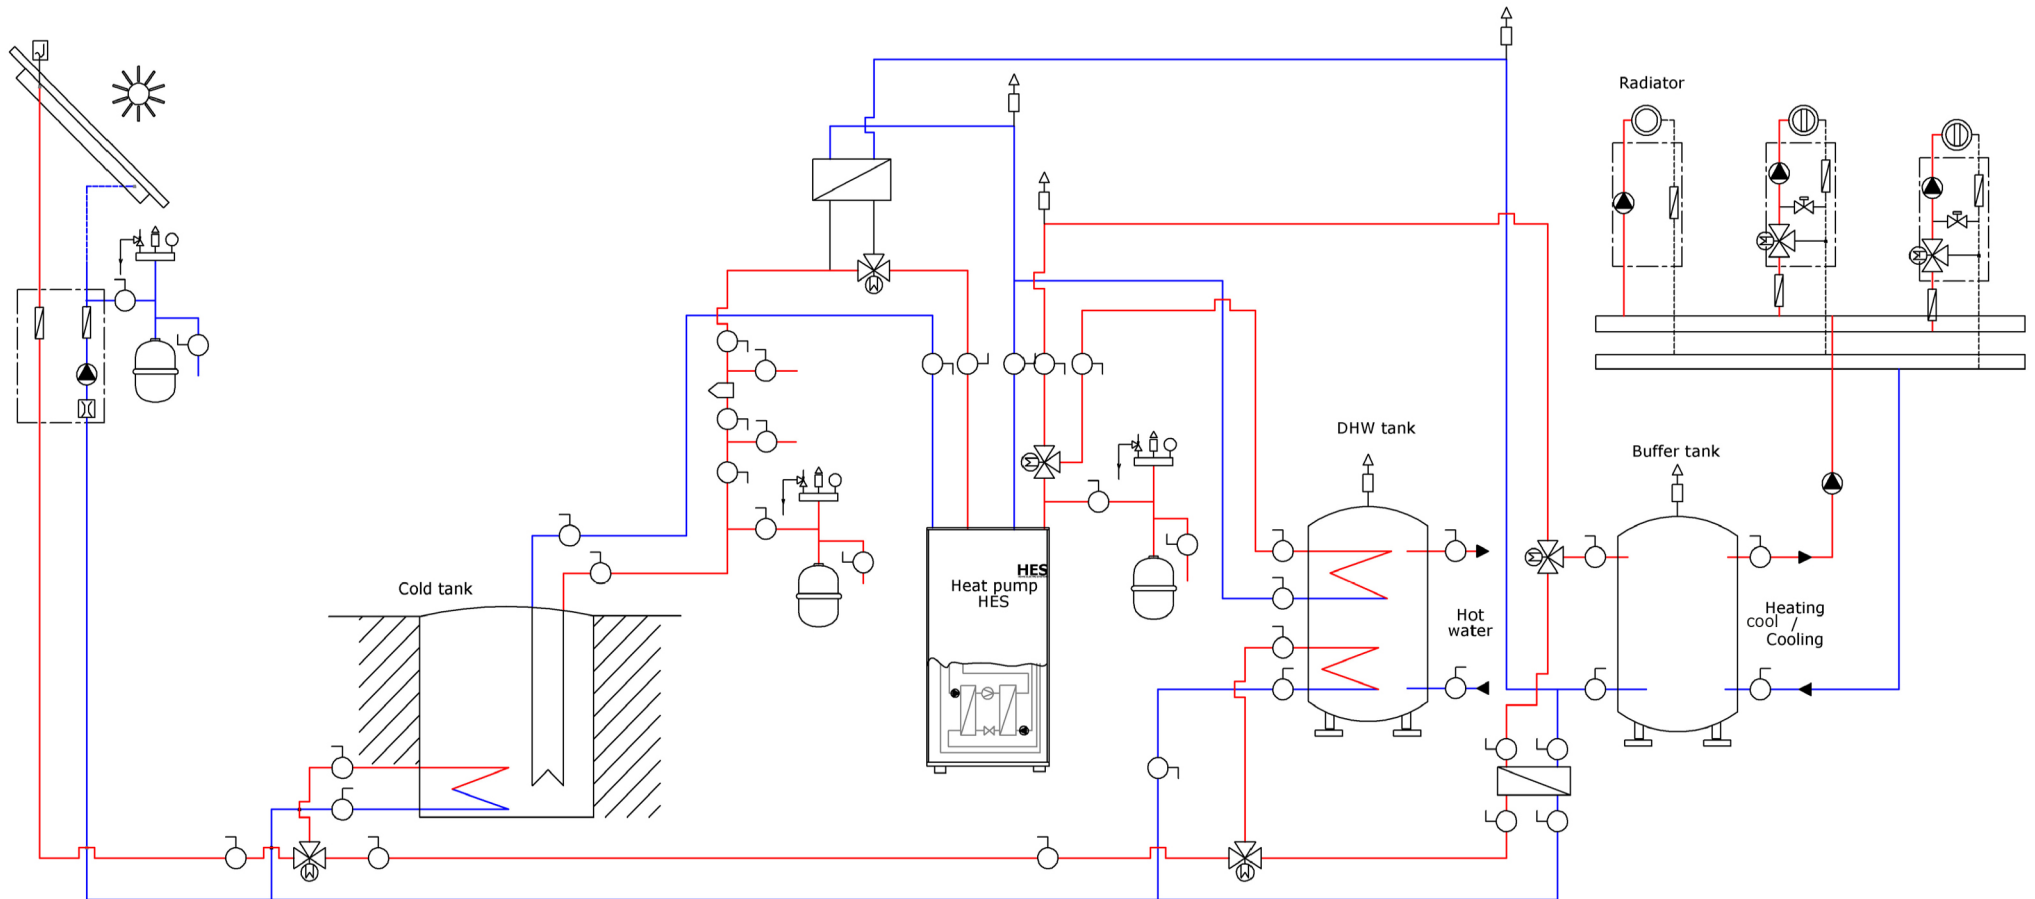 Radiator
DHW tank
Buffer tank
Cold tank
HES
Heat pump
HES
Hot
water
Heating
cool /
Cooling